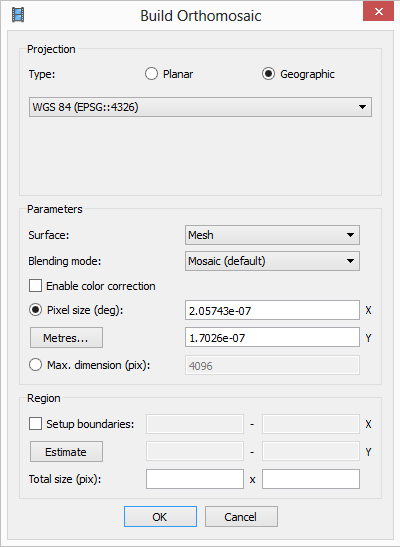 Build Orthomosaic
Projection
Type: Planar Geographic
WGS 84 (EPSG::4326)
Parameters
Surface: Mesh
Blending mode: Mosaic (default)
Enable color correction
Pixel size (deg): 2.05743e-07 X
Metres... 1.7026e-07 Y
Max. dimension (pix): 4096
Region
Setup boundaries: - X
Estimate - Y
Total size (pix): x
OK Cancel